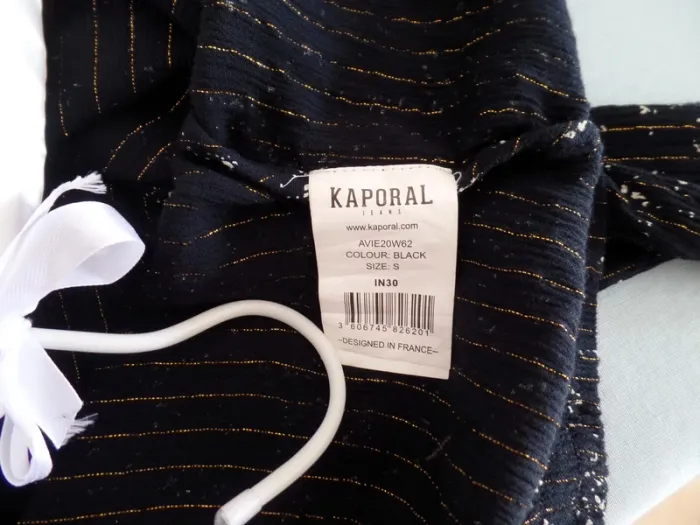 KAPORAL
JEANS
www.kaporal.com
AVIE20W62
COLOUR: BLACK
SIZE: S
IN30
3 606745 826201
~DESIGNED IN FRANCE~